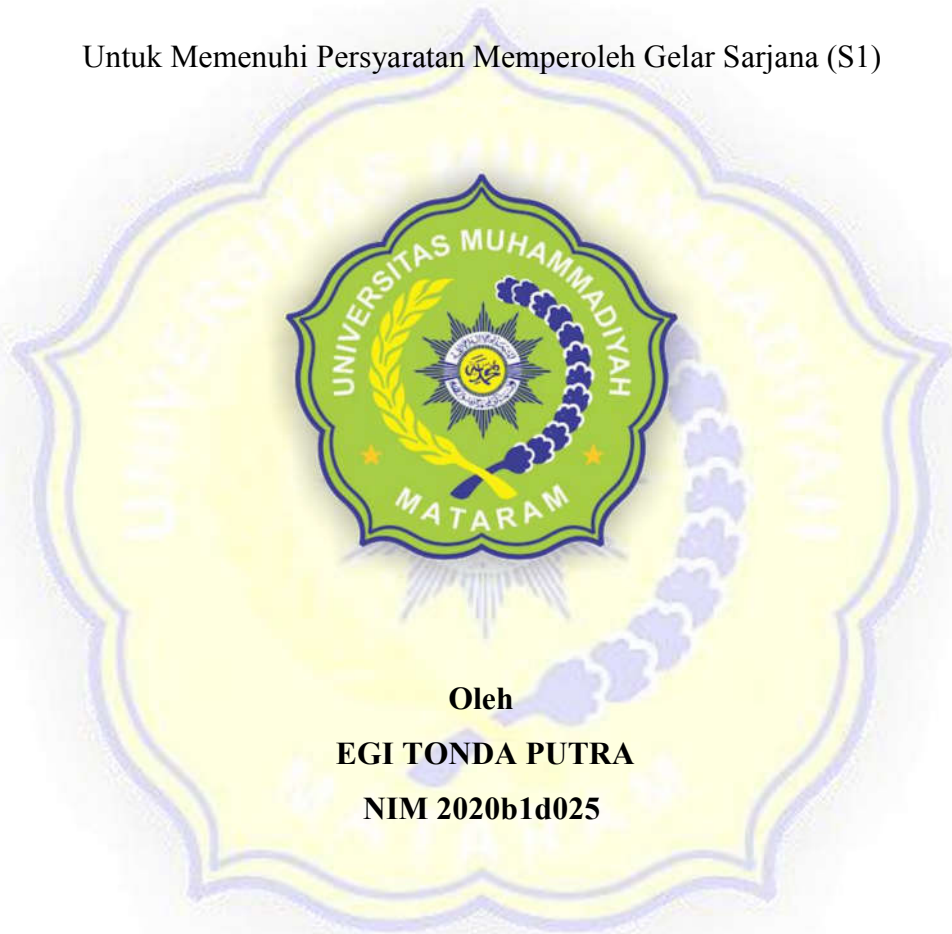 Untuk Memenuhi Persyaratan Memperoleh Gelar Sarjana (S1)
UNIVERSITAS MUHAMMADIYAH
MATARAM
Oleh
EGI TONDA PUTRA
NIM 2020b1d025